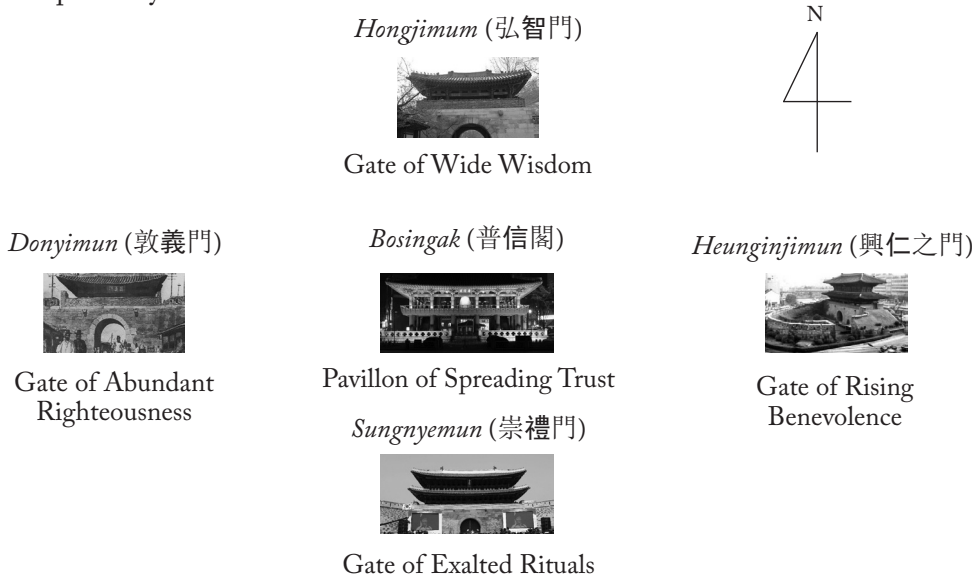 Hongjimum (弘智門)
N
Gate of Wide Wisdom
Donyimun (敦義門)
Bosingak (普信閣)
Heunginjimun (興仁之門)
Gate of Abundant
Righteousness
Pavillon of Spreading Trust
Gate of Rising
Benevolence
Sungnyemun (崇禮門)
Gate of Exalted Rituals